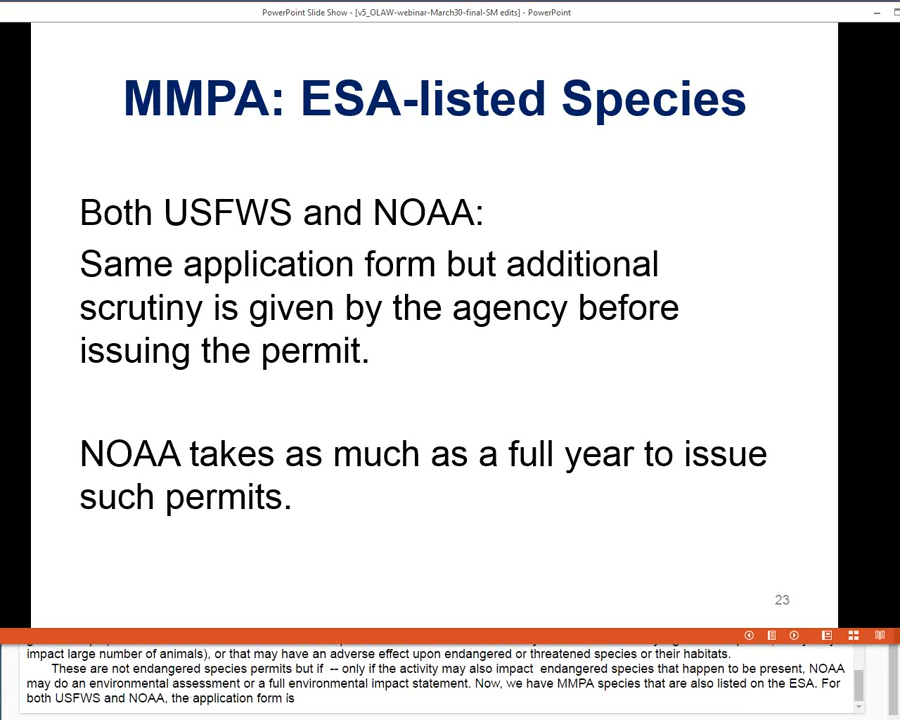 PowerPoint Slide Show - [v5_OLAW-webinar-March30-final-SM edits] - PowerPoint
MMPA: ESA-listed Species
Both USFWS and NOAA:
Same application form but additional
scrutiny is given by the agency before
issuing the permit.
NOAA takes as much as a full year to issue
such permits.
23
impact large number of animals), or that may have an adverse effect upon endangered or threatened species or their habitats.
These are not endangered species permits but if -- only if the activity may also impact endangered species that happen to be present, NOAA
may do an environmental assessment or a full environmental impact statement. Now, we have MMPA species that are also listed on the ESA. For
both USFWS and NOAA, the application form is